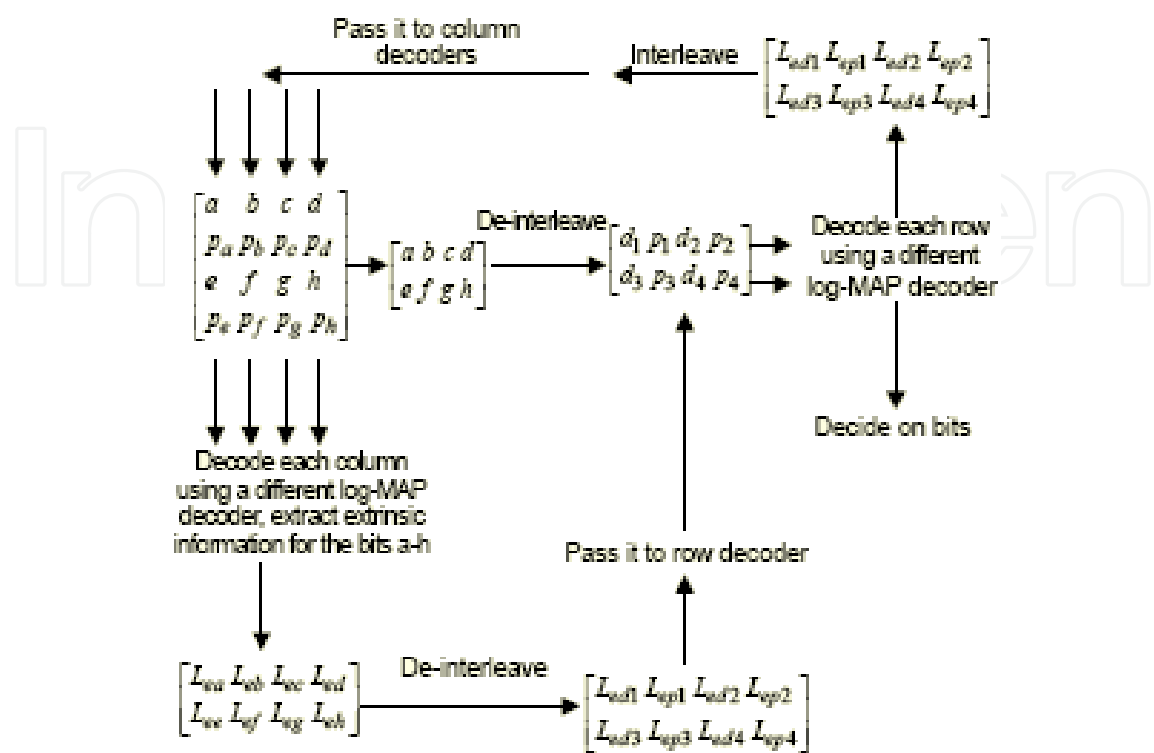 Pass it to column
decoders
Interleave
[L_ed1 L_ep1 L_ed2 L_ep2]
[L_ed3 L_ep3 L_ed4 L_ep4]
[a b c d]
[p_a p_b p_c p_d]
[e f g h]
[p_e p_f p_g p_h]
[a b c d]
[e f g h]
De-interleave
[d_1 p_1 d_2 p_2]
[d_3 p_3 d_4 p_4]
Decode each row
using a different
log-MAP decoder
Decide on bits
Decode each column
using a different log-MAP
decoder, extract extrinsic
information for the bits a-h
Pass it to row decoder
[L_ea L_eb L_ec L_ed]
[L_ee L_ef L_eg L_eh]
De-interleave
[L_ed1 L_ep1 L_ed2 L_ep2]
[L_ed3 L_ep3 L_ed4 L_ep4]